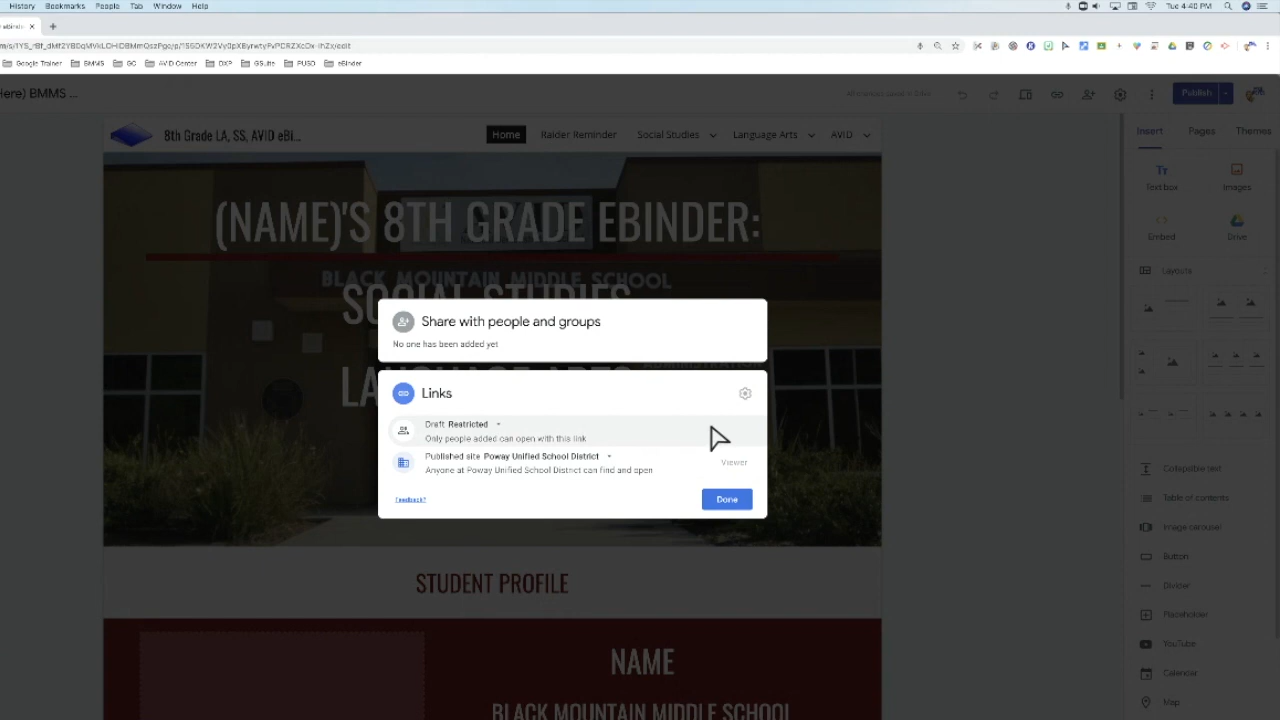 History Bookmarks People Tab Window Help
Tue 4:40 PM
Google Trainer BMMS GC AVID Center DXP GSuite PUSD eBinder
Here) BMMS ...
Publish
8th Grade LA, SS, AVID eBi...
Home Raider Reminder Social Studies Language Arts AVID
Insert Pages Themes
Text box Images
Embed Drive
Layouts
(NAME)'S 8TH GRADE EBINDER:
BLACK MOUNTAIN MIDDLE SCHOOL
SOCIAL STUDIES
LANGUAGE ARTS
ADMINISTRATION
Share with people and groups
No one has been added yet
Links
Draft Restricted
Only people added can open with this link
Published site Poway Unified School District
Anyone at Poway Unified School District can find and open
Viewer
Feedback?
Done
Collapsible text
Table of contents
Image carousel
Button
Divider
Placeholder
YouTube
Calendar
Map
STUDENT PROFILE
NAME
BLACK MOUNTAIN MIDDLE SCHOOL